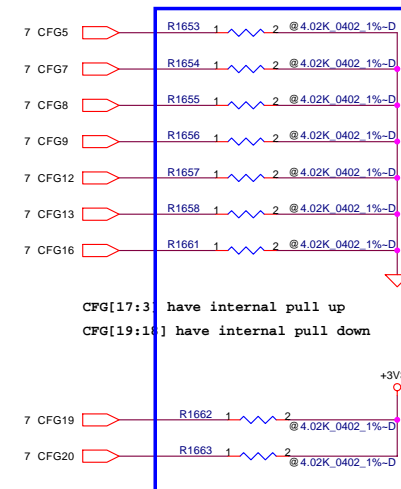 7 CFG5 R1653 1 2 @4.02K_0402_1%~D
7 CFG7 R1654 1 2 @4.02K_0402_1%~D
7 CFG8 R1655 1 2 @4.02K_0402_1%~D
7 CFG9 R1656 1 2 @4.02K_0402_1%~D
7 CFG12 R1657 1 2 @4.02K_0402_1%~D
7 CFG13 R1658 1 2 @4.02K_0402_1%~D
7 CFG16 R1661 1 2 @4.02K_0402_1%~D
CFG[17:3] have internal pull up
CFG[19:18] have internal pull down
7 CFG19 R1662 1 2 @4.02K_0402_1%~D
7 CFG20 R1663 1 2 @4.02K_0402_1%~D